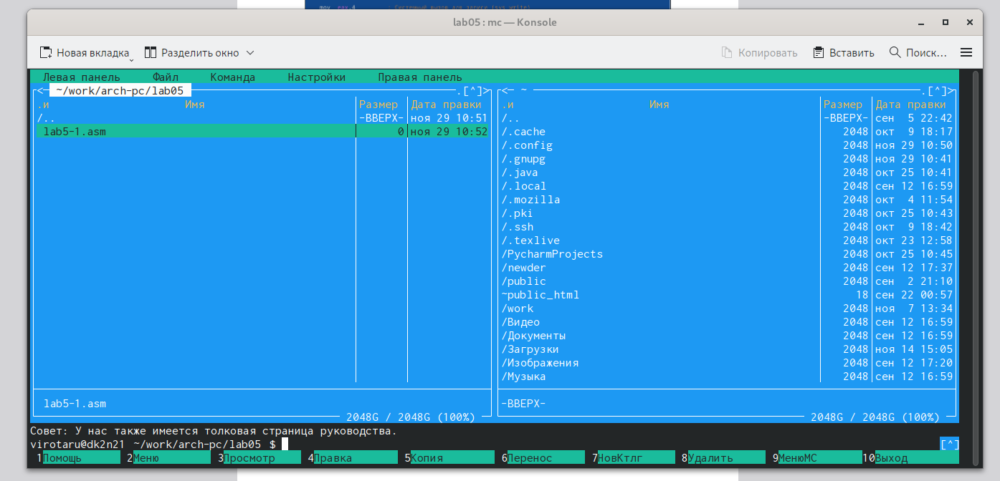 mov eax,4 ; Системный вызов для записи (sys_write)
lab05 : mc — Konsole
Новая вкладка Разделить окно Копировать Вставить Поиск...
Левая панель Файл Команда Настройки Правая панель
<─ ~/work/arch-pc/lab05 .[^]> <─ ~ .[^]>
.и Имя Размер Дата правки .и Имя Размер Дата правки
/.. -ВВЕРХ- ноя 29 10:51 /.. -ВВЕРХ- сен 5 22:42
lab5-1.asm 0 ноя 29 10:52 /.cache 2048 окт 9 18:17
/.config 2048 ноя 29 10:50
/.gnupg 2048 ноя 29 10:41
/.java 2048 окт 25 10:41
/.local 2048 сен 12 16:59
/.mozilla 2048 окт 4 11:54
/.pki 2048 окт 25 10:43
/.ssh 2048 окт 9 18:42
/.texlive 2048 окт 23 12:58
/PycharmProjects 2048 окт 25 10:45
/newder 2048 сен 12 17:37
/public 2048 сен 2 21:10
~public_html 18 сен 22 00:57
/work 2048 ноя 7 13:34
/Видео 2048 сен 12 16:59
/Документы 2048 сен 12 16:59
/Загрузки 2048 ноя 14 15:05
/Изображения 2048 сен 12 17:20
/Музыка 2048 сен 12 16:59
lab5-1.asm -ВВЕРХ-
2048G / 2048G (100%) 2048G / 2048G (100%)
Совет: У нас также имеется толковая страница руководства.
virotaru@dk2n21 ~/work/arch-pc/lab05 $ [^]
1Помощь 2Меню 3Просмотр 4Правка 5Копия 6Перенос 7НовКтлг 8Удалить 9МенюМС 10Выход